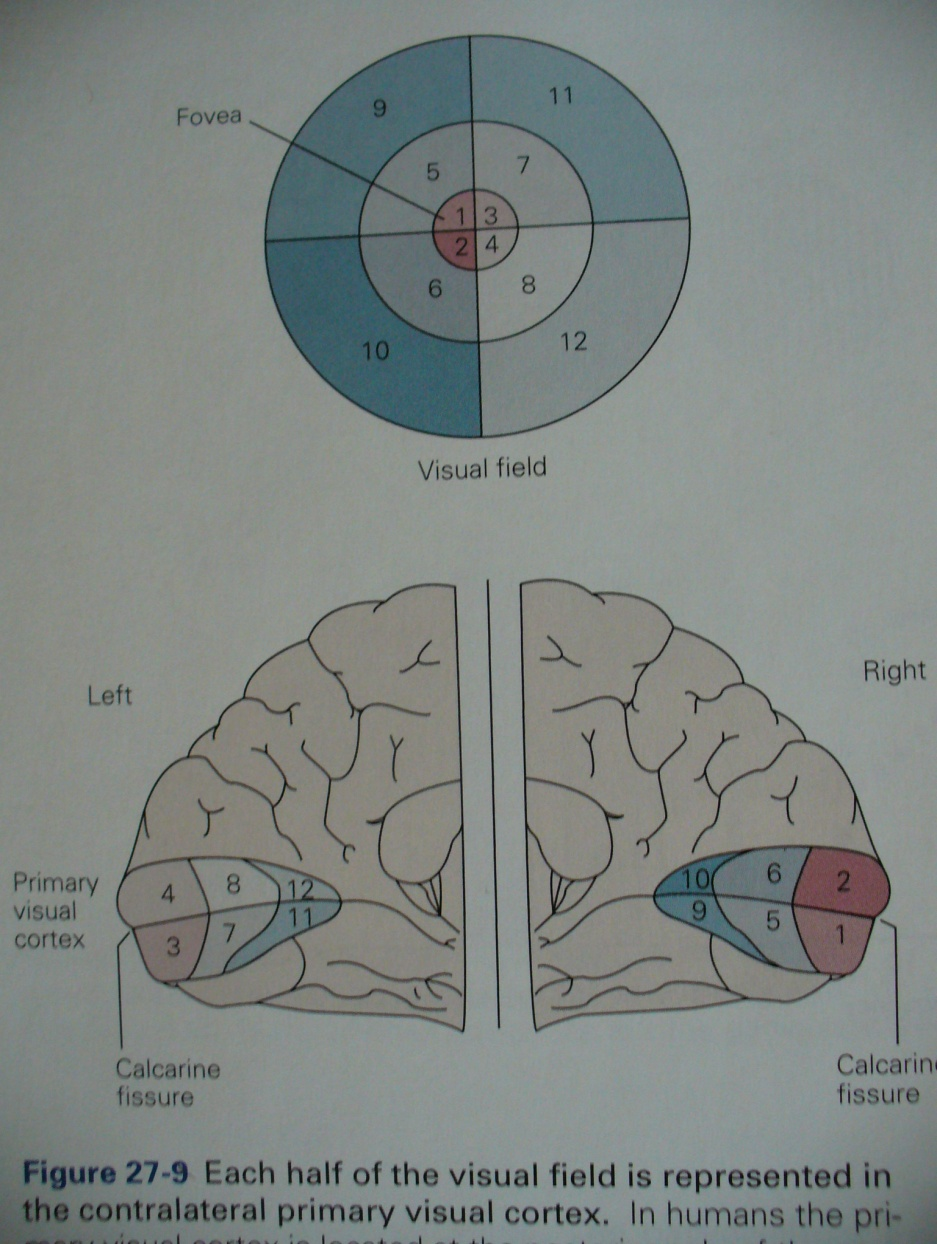 9
11
Fovea
5
7
1
3
2
4
6
8
10
12
Visual field
Left
Right
Primary
visual
cortex
4
8
12
11
3
7
10
6
2
9
5
1
Calcarine
fissure
Calcarin
fissure
Figure 27-9 Each half of the visual field is represented in
the contralateral primary visual cortex. In humans the pri-